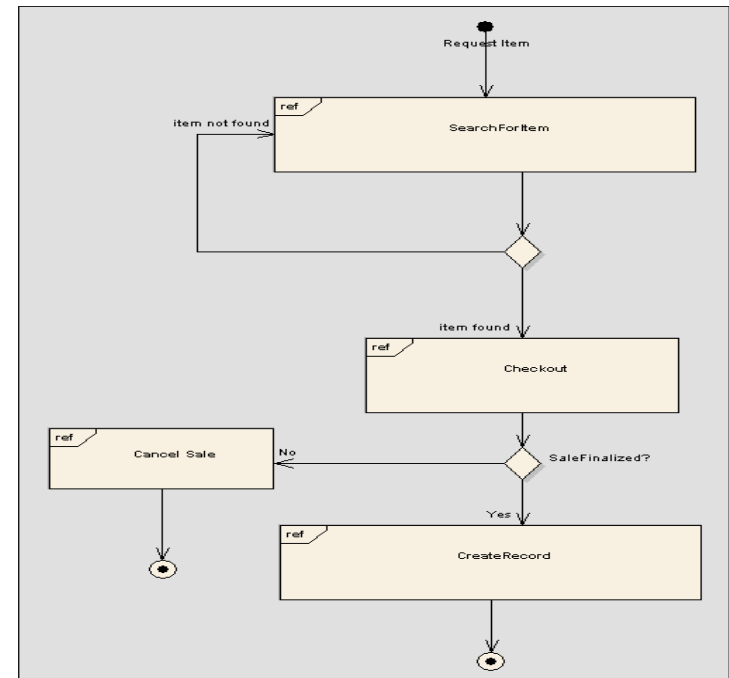 Request Item
ref
SearchForItem
item not found
item found
ref
Checkout
ref
Cancel Sale
No
SaleFinalized?
Yes
ref
CreateRecord